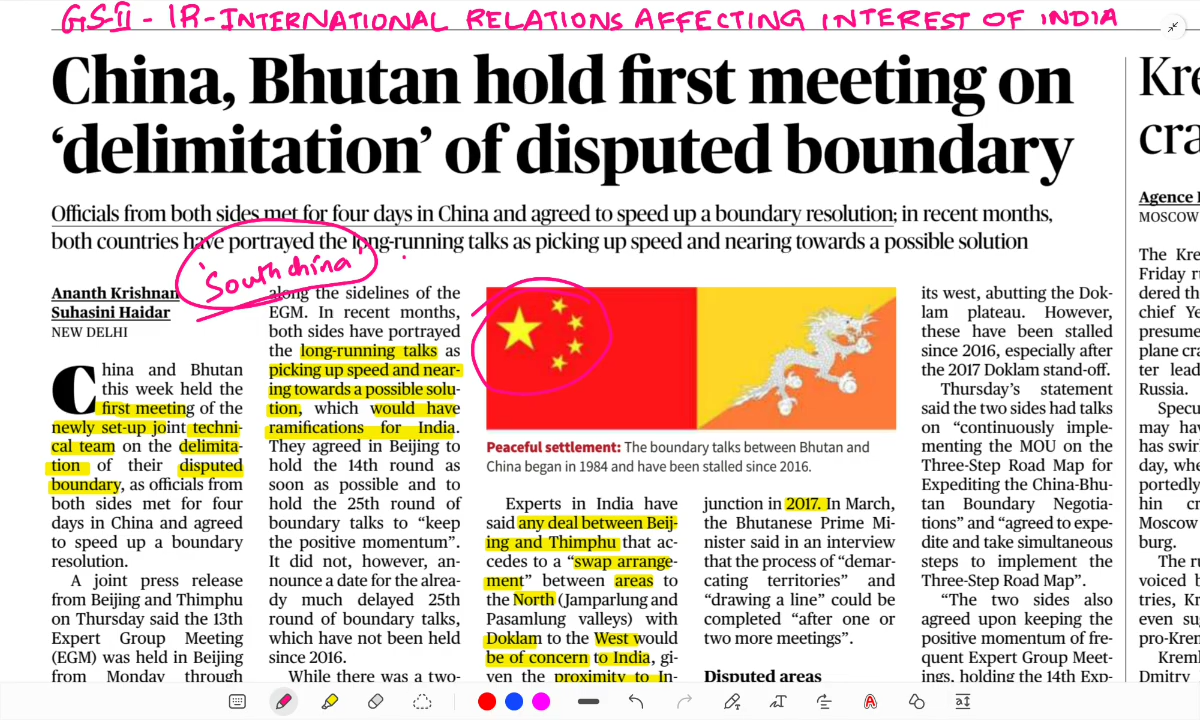 GS-II - IR-INTERNATIONAL RELATIONS AFFECTING INTEREST OF INDIA
China, Bhutan hold first meeting on
‘delimitation’ of disputed boundary
Officials from both sides met for four days in China and agreed to speed up a boundary resolution; in recent months,
both countries have portrayed the long-running talks as picking up speed and nearing towards a possible solution
'South china'
Ananth Krishnan
Suhasini Haidar
NEW DELHI
China and Bhutan
this week held the
first meeting of the
newly set-up joint techni-
cal team on the delimita-
tion of their disputed
boundary, as officials from
both sides met for four
days in China and agreed
to speed up a boundary
resolution.
A joint press release
from Beijing and Thimphu
on Thursday said the 13th
Expert Group Meeting
(EGM) was held in Beijing
from Monday through
along the sidelines of the
EGM. In recent months,
both sides have portrayed
the long-running talks as
picking up speed and near-
ing towards a possible solu-
tion, which would have
ramifications for India.
They agreed in Beijing to
hold the 14th round as
soon as possible and to
hold the 25th round of
boundary talks to “keep
the positive momentum”.
It did not, however, an-
nounce a date for the alrea-
dy much delayed 25th
round of boundary talks,
which have not been held
since 2016.
While there was a two-
Peaceful settlement: The boundary talks between Bhutan and
China began in 1984 and have been stalled since 2016.
Experts in India have
said any deal between Beij-
ing and Thimphu that ac-
cedes to a “swap arrange-
ment” between areas to
the North (Jamparlung and
Pasamlung valleys) with
Doklam to the West would
be of concern to India, gi-
ven the proximity to In-
junction in 2017. In March,
the Bhutanese Prime Mi-
nister said in an interview
that the process of “demar-
cating territories” and
“drawing a line” could be
completed “after one or
two more meetings”.
Disputed areas
its west, abutting the Dok-
lam plateau. However,
these have been stalled
since 2016, especially after
the 2017 Doklam stand-off.
Thursday’s statement
said the two sides had talks
on “continuously imple-
menting the MOU on the
Three-Step Road Map for
Expediting the China-Bhu-
tan Boundary Negotia-
tions” and “agreed to expe-
dite and take simultaneous
steps to implement the
Three-Step Road Map”.
“The two sides also
agreed upon keeping the
positive momentum of fre-
quent Expert Group Meet-
ings, holding the 14th Exp-
Kre
cra
Agence
MOSCOW
The Kre
Friday ru
dered th
chief Ye
presume
plane cra
ter lead
Russia.
Specu
may hav
has swir
day, whe
portedly
hin cr
Moscow
burg.
The ru
voiced b
tries, Kr
even sug
pro-Krem
Kreml
Dmitry